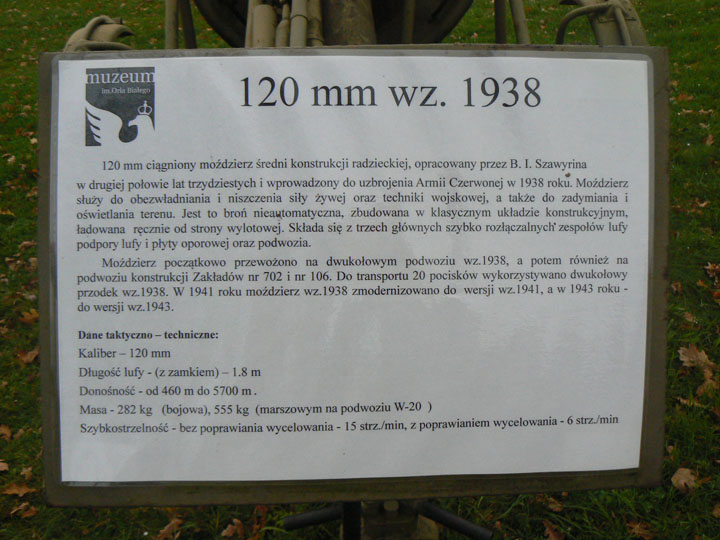 muzeum
im. Orła Białego
120 mm wz. 1938
120 mm ciągniony moździerz średni konstrukcji radzieckiej, opracowany przez B. I. Szawyrina
w drugiej połowie lat trzydziestych i wprowadzony do uzbrojenia Armii Czerwonej w 1938 roku. Moździerz
służy do obezwładniania i niszczenia siły żywej oraz techniki wojskowej, a także do zadymiania i
oświetlania terenu. Jest to broń nieautomatyczna, zbudowana w klasycznym układzie konstrukcyjnym,
ładowana ręcznie od strony wylotowej. Składa się z trzech głównych szybko rozłączalnych zespołów lufy
podpory lufy i płyty oporowej oraz podwozia.
Moździerz początkowo przewożono na dwukołowym podwoziu wz.1938, a potem również na
podwoziu konstrukcji Zakładów nr 702 i nr 106. Do transportu 20 pocisków wykorzystywano dwukołowy
przodek wz.1938. W 1941 roku moździerz wz.1938 zmodernizowano do wersji wz.1941, a w 1943 roku -
do wersji wz.1943.
Dane taktyczno – techniczne:
Kaliber – 120 mm
Długość lufy - (z zamkiem) – 1.8 m
Donośność - od 460 m do 5700 m .
Masa - 282 kg (bojowa), 555 kg (marszowym na podwoziu W-20 )
Szybkostrzelność - bez poprawiania wycelowania - 15 strz./min, z poprawianiem wycelowania - 6 strz./min